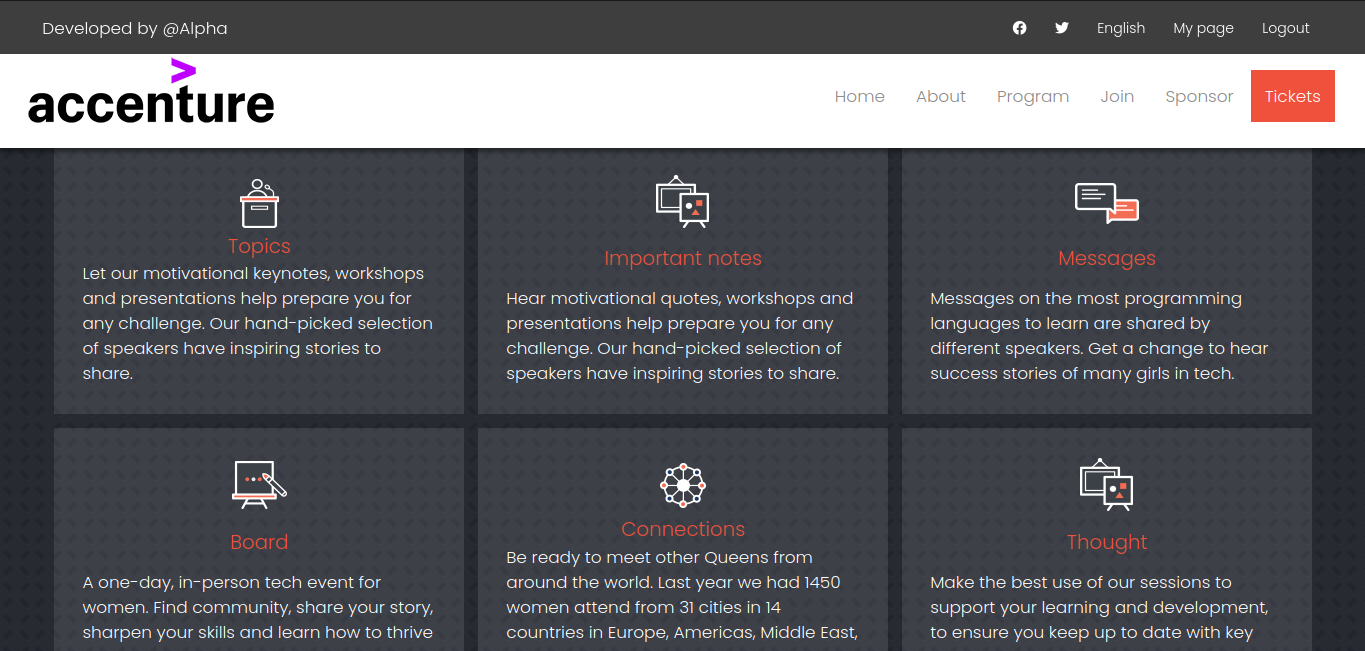 Developed by @Alpha
English
My page
Logout
accenture
Home
About
Program
Join
Sponsor
Tickets
Topics
Let our motivational keynotes, workshops
and presentations help prepare you for
any challenge. Our hand-picked selection
of speakers have inspiring stories to
share.
Important notes
Hear motivational quotes, workshops and
presentations help prepare you for any
challenge. Our hand-picked selection of
speakers have inspiring stories to share.
Messages
Messages on the most programming
languages to learn are shared by
different speakers. Get a change to hear
success stories of many girls in tech.
Board
A one-day, in-person tech event for
women. Find community, share your story,
sharpen your skills and learn how to thrive
Connections
Be ready to meet other Queens from
around the world. Last year we had 1450
women attend from 31 cities in 14
countries in Europe, Americas, Middle East,
Thought
Make the best use of our sessions to
support your learning and development,
to ensure you keep up to date with key